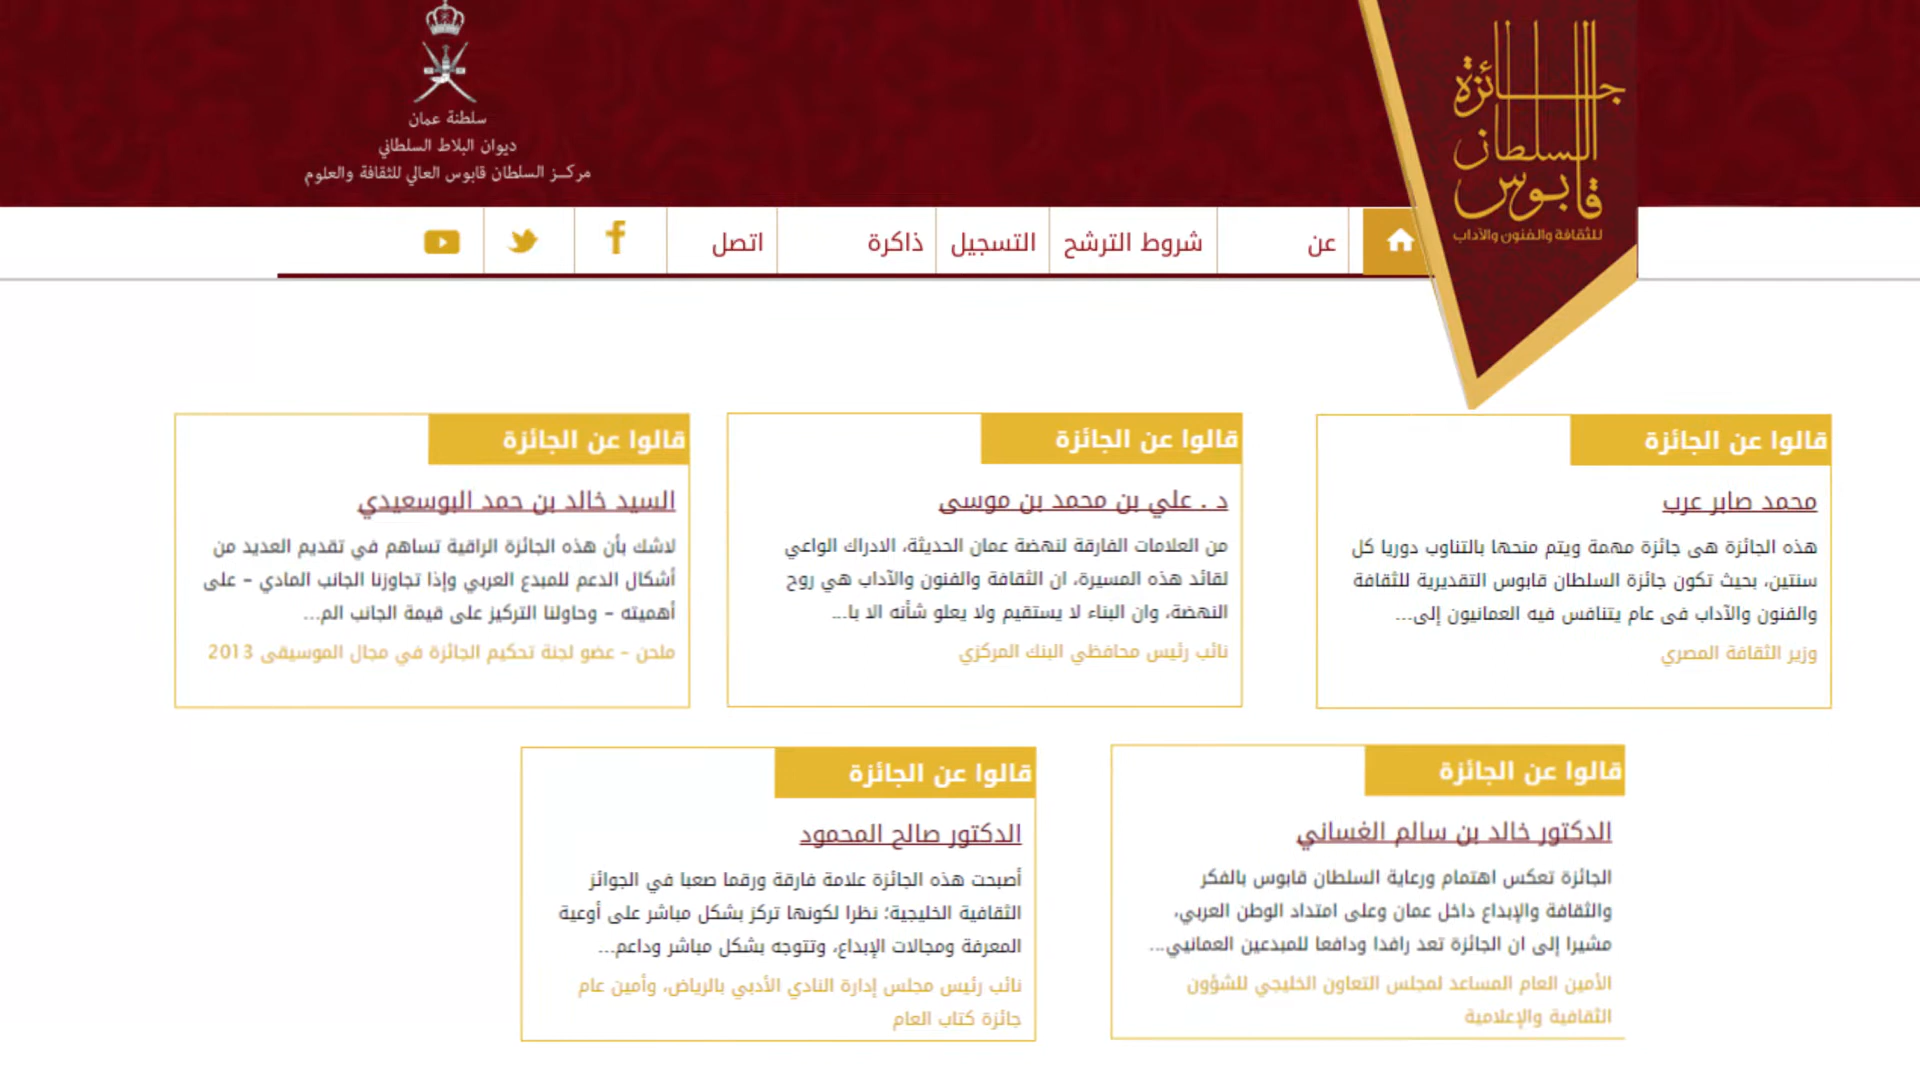 جائزة
السلطان
قابوس
للثقافة والفنون والآداب
سلطنة عمان
ديوان البلاط السلطاني
مركز السلطان قابوس العالي للثقافة والعلوم
عن
شروط الترشح
التسجيل
ذاكرة
اتصل
قالوا عن الجائزة
محمد صابر عرب
هذه الجائزة هى جائزة مهمة ويتم منحها بالتناوب دوريا كل
سنتين، بحيث تكون جائزة السلطان قابوس التقديرية للثقافة
والفنون والآداب فى عام يتنافس فيه العمانيون إلى...
وزير الثقافة المصري
قالوا عن الجائزة
د . علي بن محمد بن موسى
من العلامات الفارقة لنهضة عمان الحديثة، الادراك الواعي
لقائد هذه المسيرة، ان الثقافة والفنون والآداب هي روح
النهضة، وان البناء لا يستقيم ولا يعلو شأنه الا با...
نائب رئيس محافظي البنك المركزي
قالوا عن الجائزة
السيد خالد بن حمد البوسعيدي
لاشك بأن هذه الجائزة الراقية تساهم في تقديم العديد من
أشكال الدعم للمبدع العربي وإذا تجاوزنا الجانب المادي – على
أهميته – وحاولنا التركيز على قيمة الجانب الم...
ملحن – عضو لجنة تحكيم الجائزة في مجال الموسيقى 2013
قالوا عن الجائزة
الدكتور خالد بن سالم الغساني
الجائزة تعكس اهتمام ورعاية السلطان قابوس بالفكر
والثقافة والإبداع داخل عمان وعلى امتداد الوطن العربي،
مشيرا إلى ان الجائزة تعد رافدا ودافعا للمبدعين العمانيي...
الأمين العام المساعد لمجلس التعاون الخليجي للشؤون
الثقافية والإعلامية
قالوا عن الجائزة
الدكتور صالح المحمود
أصبحت هذه الجائزة علامة فارقة ورقما صعبا في الجوائز
الثقافية الخليجية؛ نظرا لكونها تركز بشكل مباشر على أوعية
المعرفة ومجالات الإبداع، وتتوجه بشكل مباشر وداعم...
نائب رئيس مجلس إدارة النادي الأدبي بالرياض، وأمين عام
جائزة كتاب العام